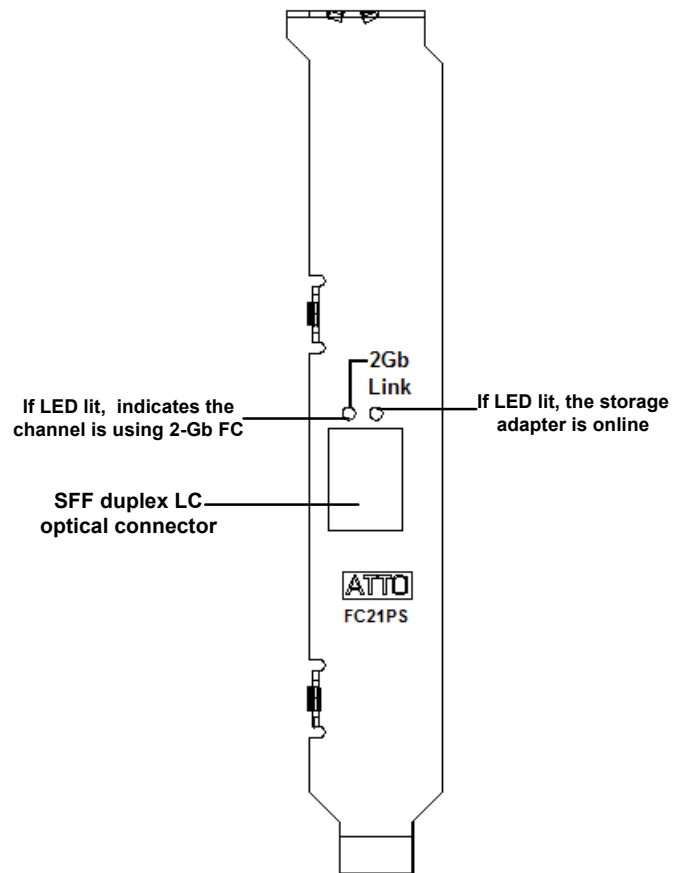 2Gb
Link
If LED lit, indicates the
channel is using 2-Gb FC
If LED lit, the storage
adapter is online
SFF duplex LC
optical connector
ATTO
FC21PS